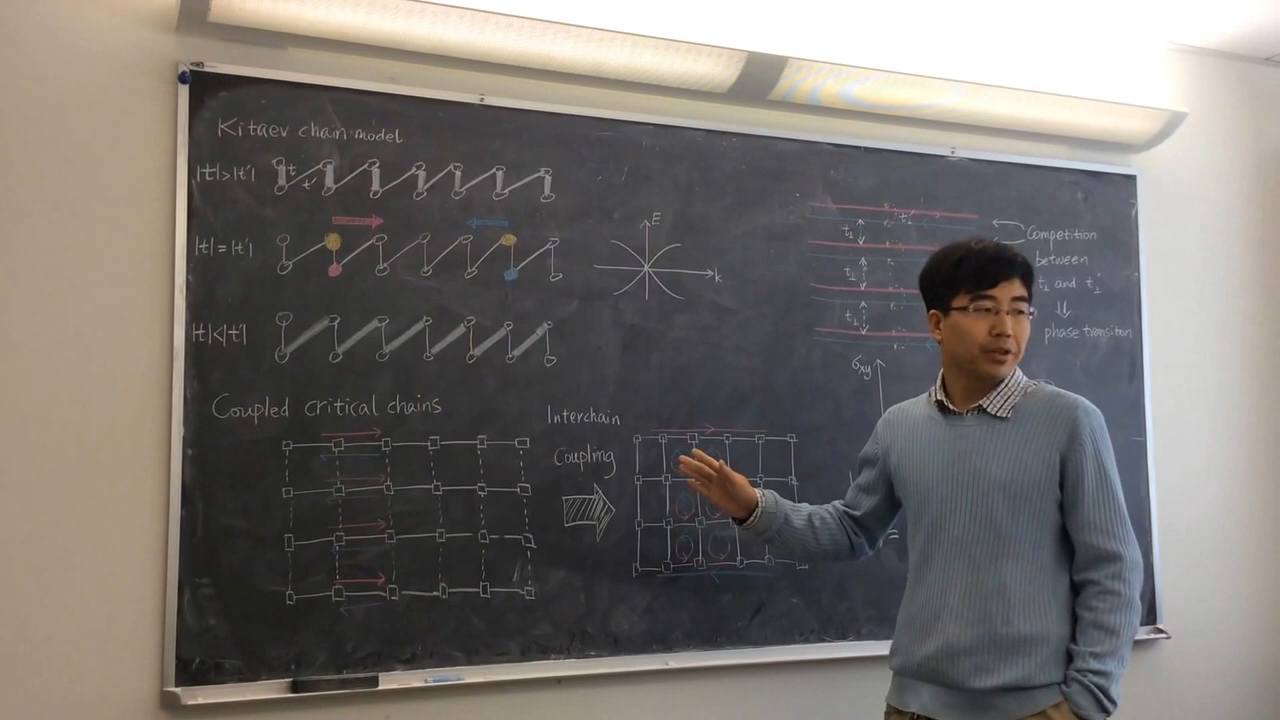 Kitaev chain model
|t|>|t'|
t
t'
|t|=|t'|
E
k
|t|<|t'|
Coupled critical chains
Interchain
Coupling
t⊥
t⊥
t⊥
Competition
between
t⊥ and t⊥'
⇓
phase transition
σxy
=